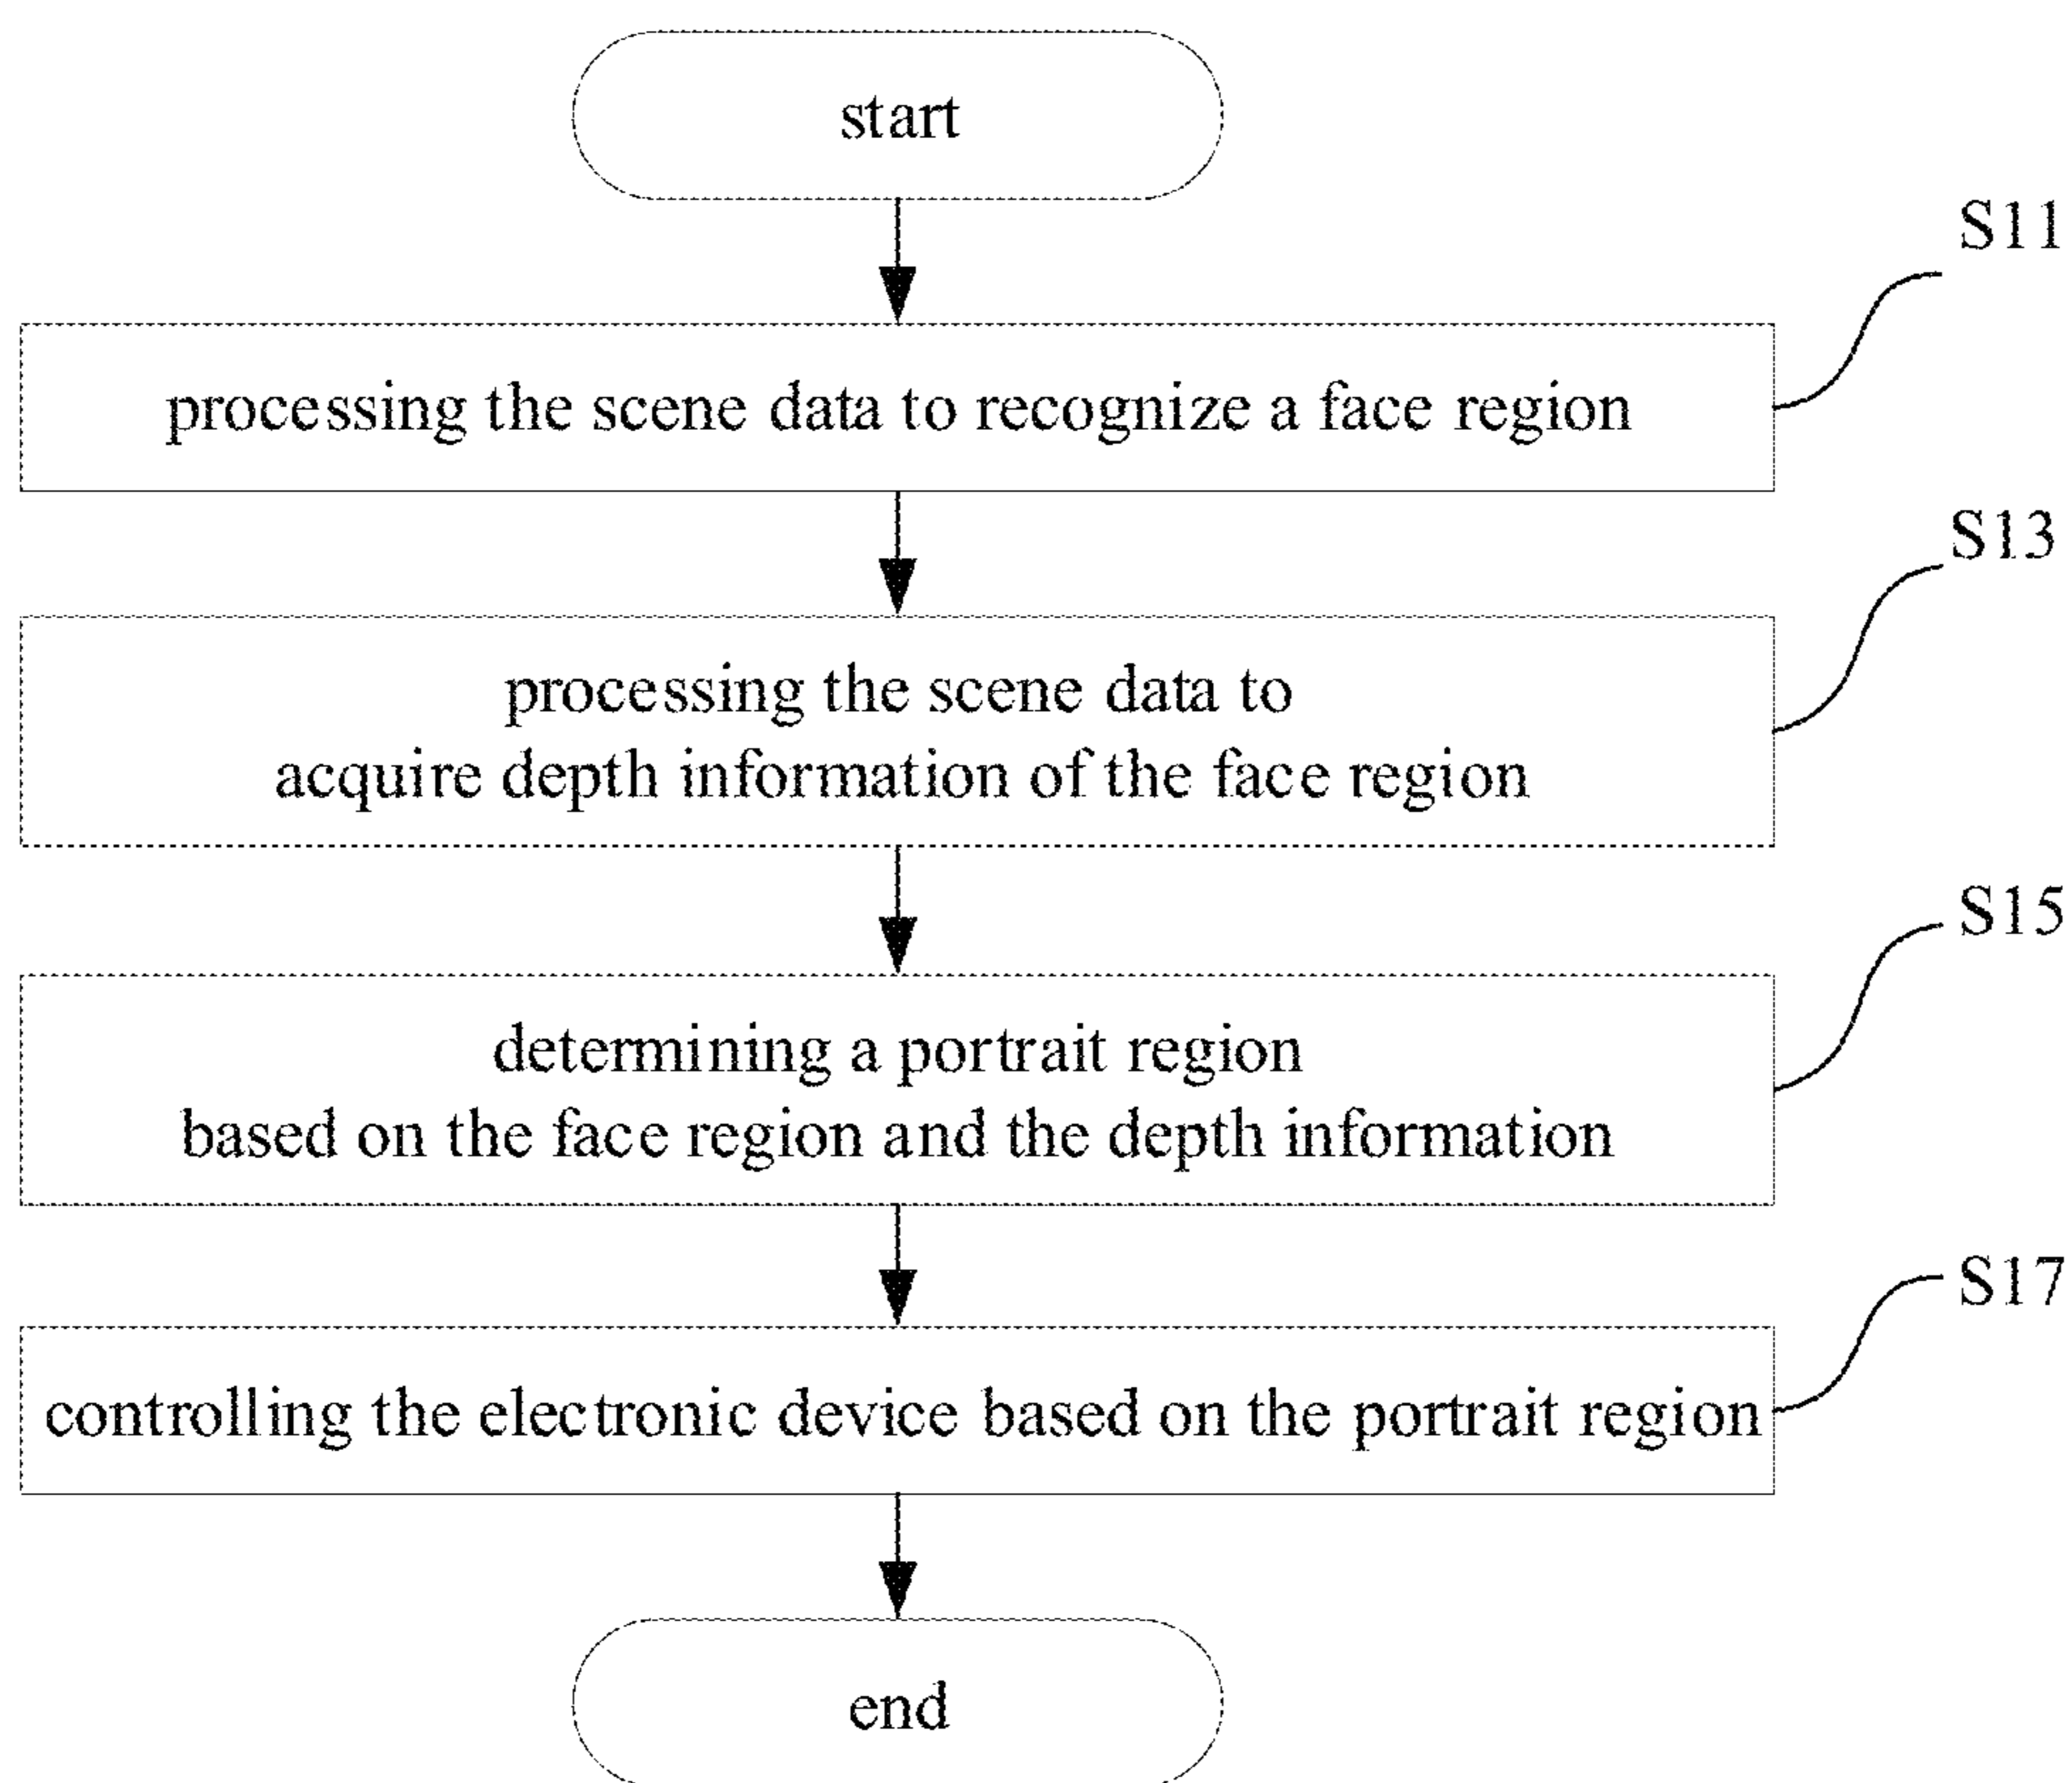 start
S11
processing the scene data to recognize a face region
S13
processing the scene data to
acquire depth information of the face region
S15
determining a portrait region
based on the face region and the depth information
S17
controlling the electronic device based on the portrait region
end